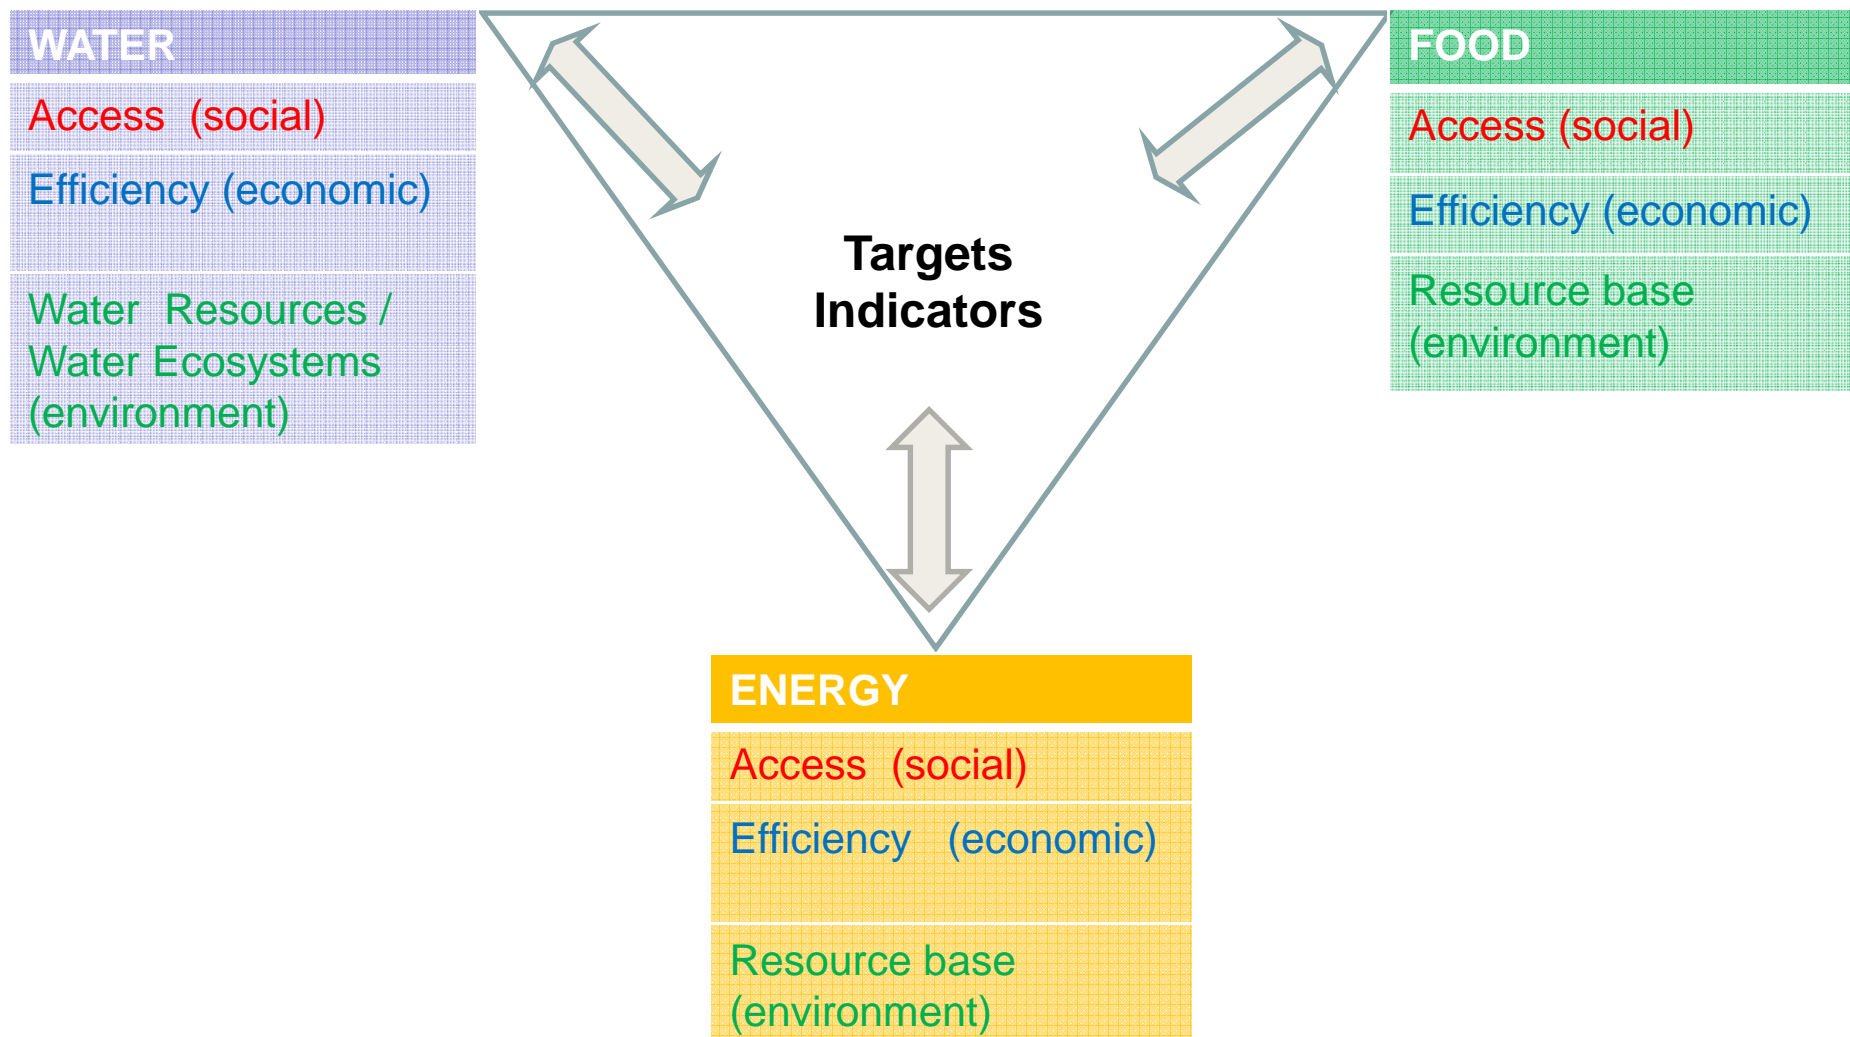 WATER
Access (social)
Efficiency (economic)
Water Resources /
Water Ecosystems
(environment)
Targets
Indicators
FOOD
Access (social)
Efficiency (economic)
Resource base
(environment)
ENERGY
Access (social)
Efficiency (economic)
Resource base
(environment)